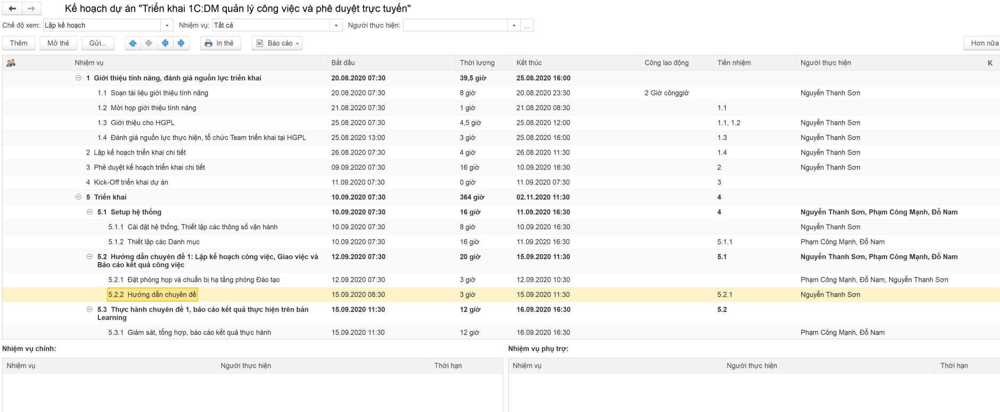 Kế hoạch dự án "Triển khai 1C:DM quản lý công việc và phê duyệt trực tuyến"
Chế độ xem: Lập kế hoạch Nhiệm vụ: Tất cả Người thực hiện: ...
Thêm Mở thẻ Gửi... In thẻ Báo cáo Hơn nữa
Nhiệm vụ Bắt đầu Thời lượng Kết thúc Công lao động Tiền nhiệm Người thực hiện K
1 Giới thiệu tính năng, đánh giá nguồn lực triển khai 20.08.2020 07:30 39,5 giờ 25.08.2020 16:00
1.1 Soạn tài liệu giới thiệu tính năng 20.08.2020 07:30 8 giờ 20.08.2020 23:30 2 Giờ cônggiờ Nguyễn Thanh Sơn
1.2 Mời họp giới thiệu tính năng 21.08.2020 07:30 1 giờ 21.08.2020 08:30 1.1
1.3 Giới thiệu cho HGPL 25.08.2020 07:30 4,5 giờ 25.08.2020 12:00 1.1, 1.2 Nguyễn Thanh Sơn
1.4 Đánh giá nguồn lực thực hiện, tổ chức Team triển khai tại HGPL 25.08.2020 13:00 3 giờ 25.08.2020 16:00 1.3 Nguyễn Thanh Sơn
2 Lập kế hoạch triển khai chi tiết 26.08.2020 07:30 4 giờ 26.08.2020 11:30 1.4 Nguyễn Thanh Sơn
3 Phê duyệt kế hoạch triển khai chi tiết 09.09.2020 07:30 16 giờ 10.09.2020 16:30 2 Nguyễn Thanh Sơn
4 Kick-Off triển khai dự án 11.09.2020 07:30 0 giờ 11.09.2020 07:30 3
5 Triển khai 10.09.2020 07:30 364 giờ 02.11.2020 11:30 4
5.1 Setup hệ thống 10.09.2020 07:30 16 giờ 11.09.2020 16:30 4 Nguyễn Thanh Sơn, Phạm Công Mạnh, Đỗ Nam
5.1.1 Cài đặt hệ thống, Thiết lập các thông số vận hành 10.09.2020 07:30 8 giờ 10.09.2020 16:30 Nguyễn Thanh Sơn
5.1.2 Thiết lập các Danh mục 10.09.2020 07:30 16 giờ 11.09.2020 16:30 5.1.1 Phạm Công Mạnh, Đỗ Nam
5.2 Hướng dẫn chuyên đề 1: Lập kế hoạch công việc, Giao việc và 12.09.2020 07:30 20 giờ 15.09.2020 11:30 5.1 Nguyễn Thanh Sơn, Phạm Công Mạnh, Đỗ Nam
Báo cáo kết quả công việc
5.2.1 Đặt phòng họp và chuẩn bị hạ tầng phòng Đào tạo 12.09.2020 07:30 3 giờ 12.09.2020 10:30 Phạm Công Mạnh, Đỗ Nam, Nguyễn Thanh Sơn
5.2.2 Hướng dẫn chuyên đề 15.09.2020 08:30 3 giờ 15.09.2020 11:30 5.2.1 Nguyễn Thanh Sơn
5.3 Thực hành chuyên đề 1, báo cáo kết quả thực hiện trên bản 15.09.2020 11:30 12 giờ 16.09.2020 16:30 5.2
Learning
5.3.1 Giám sát, tổng hợp, báo cáo kết quả thực hành 15.09.2020 11:30 12 giờ 16.09.2020 16:30 Phạm Công Mạnh, Đỗ Nam
Nhiệm vụ chính: Nhiệm vụ phụ trợ:
Nhiệm vụ Người thực hiện Thời hạn Nhiệm vụ Người thực hiện Thời hạn